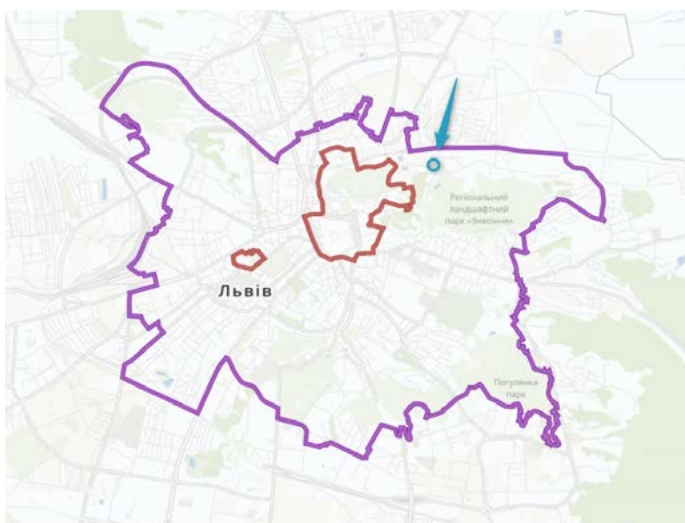 Регіональний
ландшафтний
парк «Знесіння»
Львів
Погулянка
парк